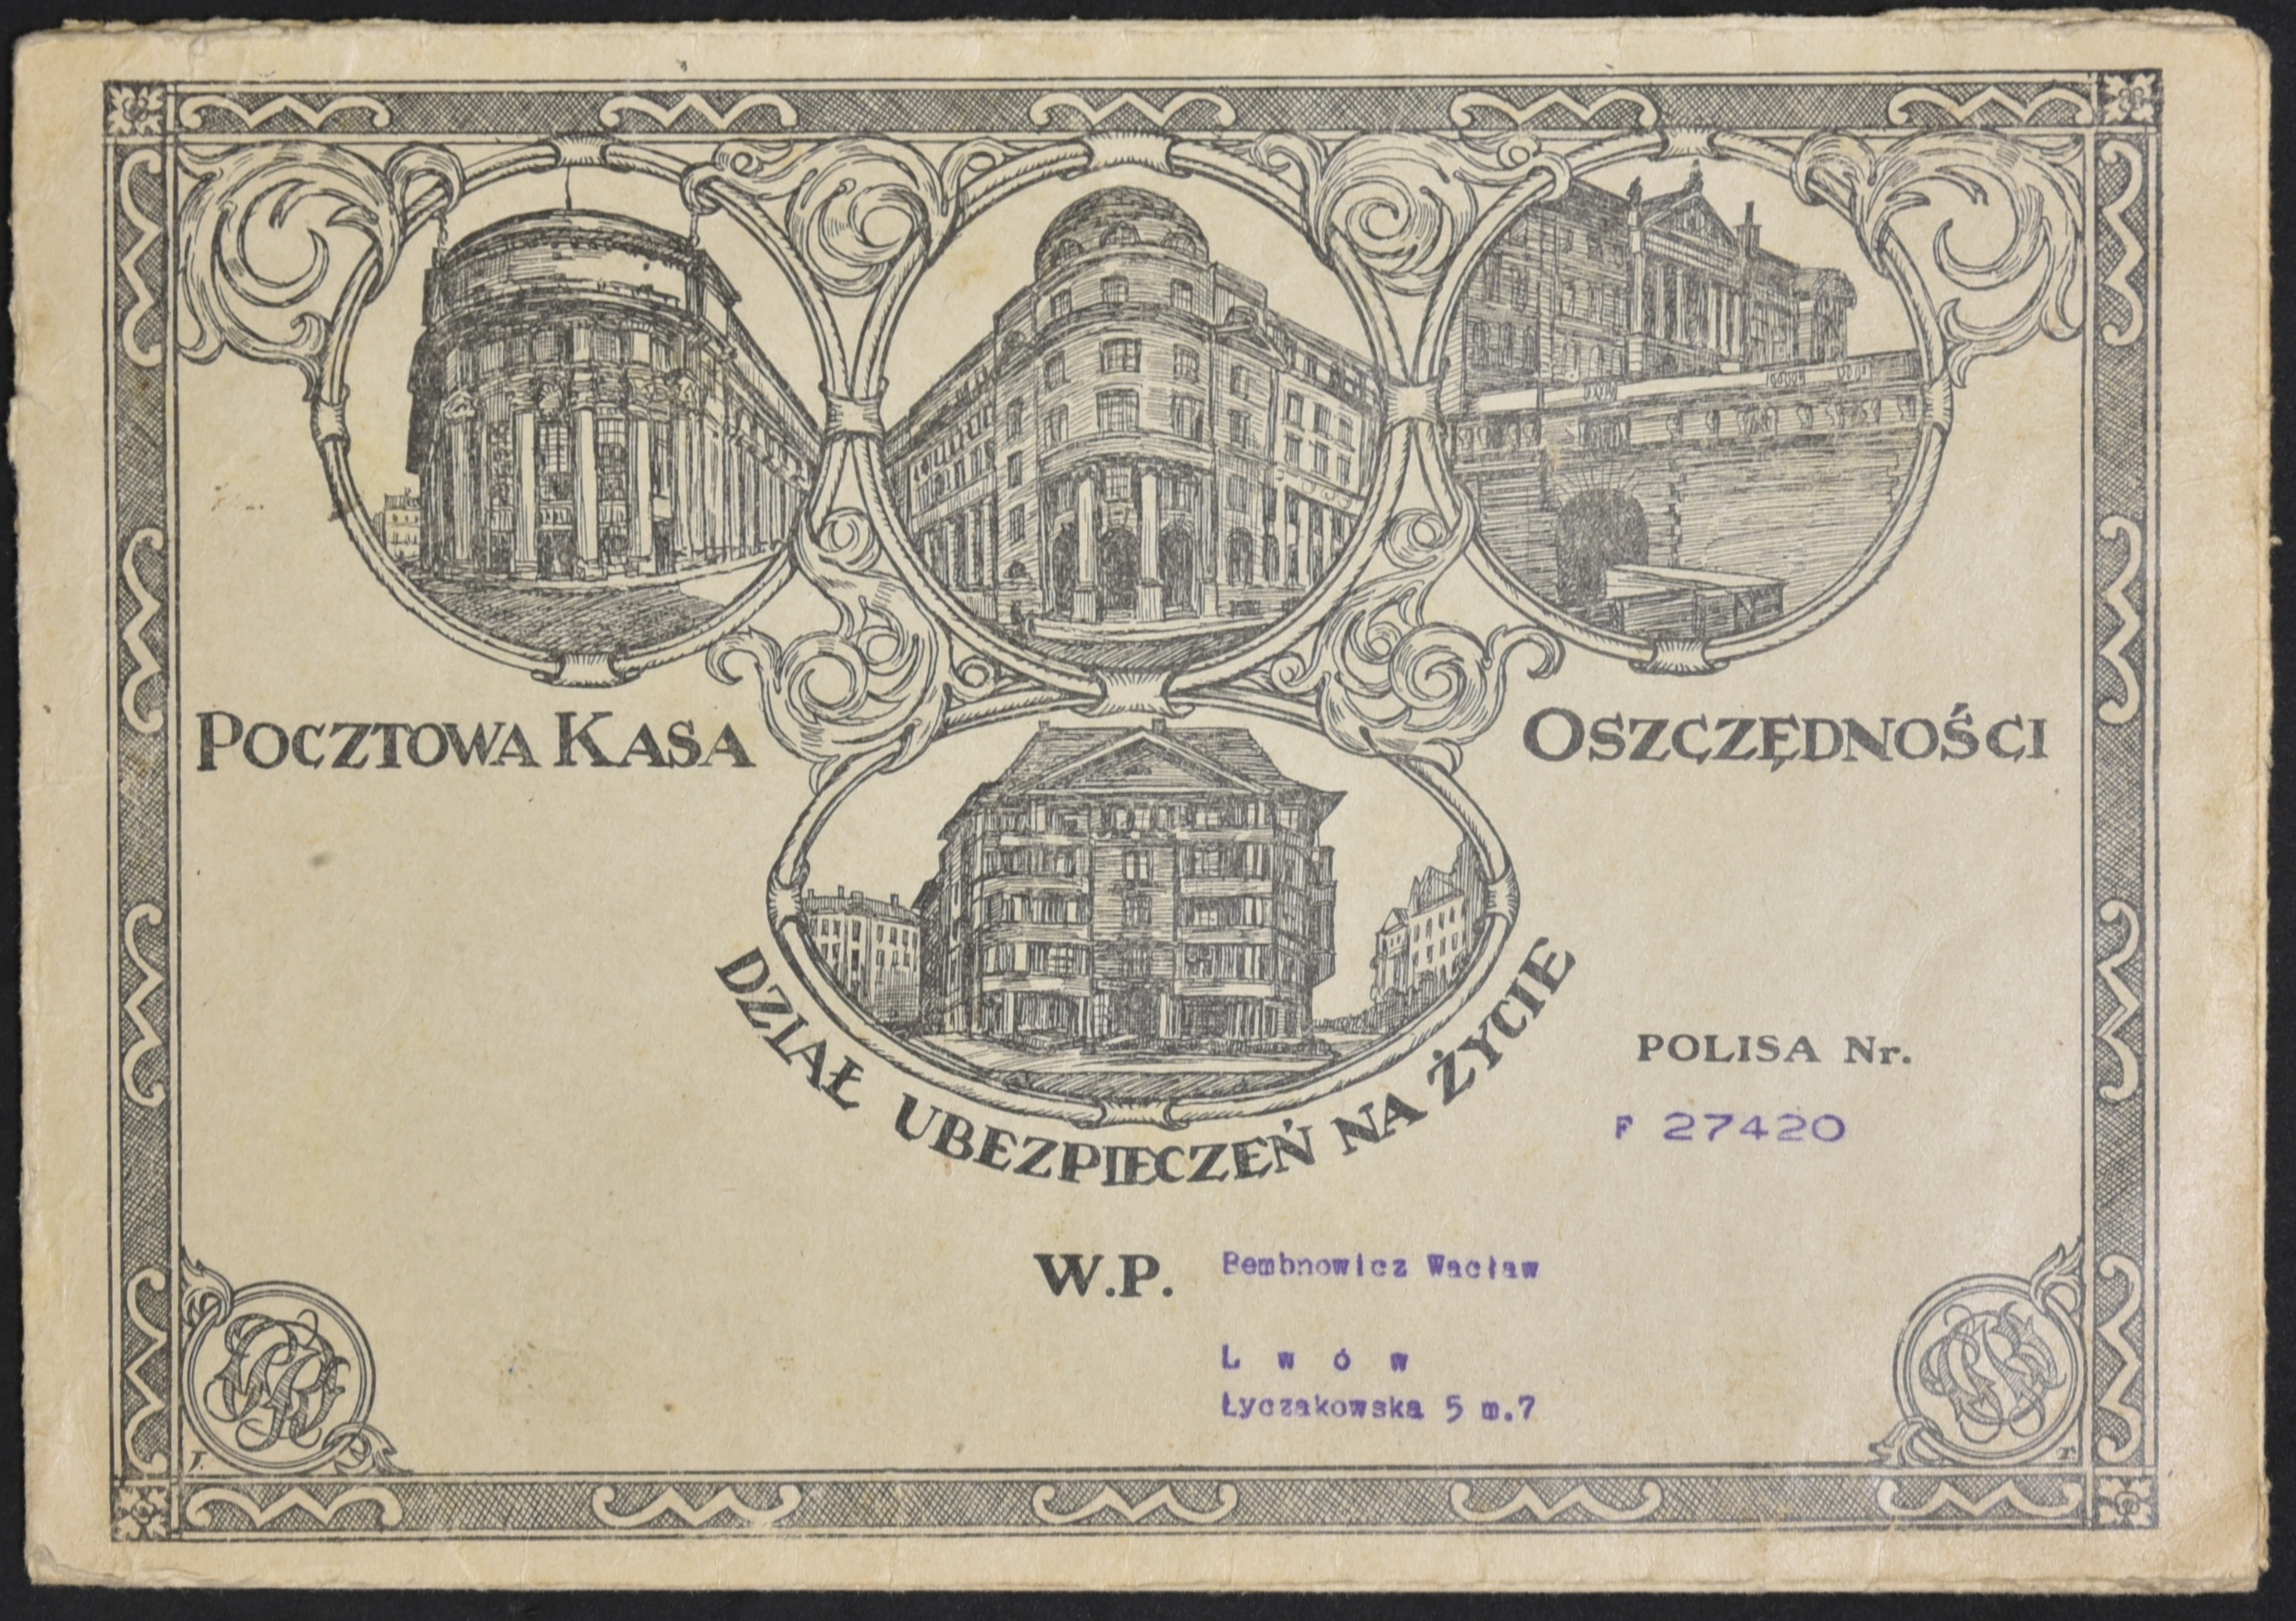 POCZTOWA KASA OSZCZĘDNOŚCI
DZIAŁ UBEZPIECZEŃ NA ŻYCIE
POLISA Nr.
F 27420
W.P. Bembnowicz Wacław
L w ó w
Łyczakowska 5 m.7